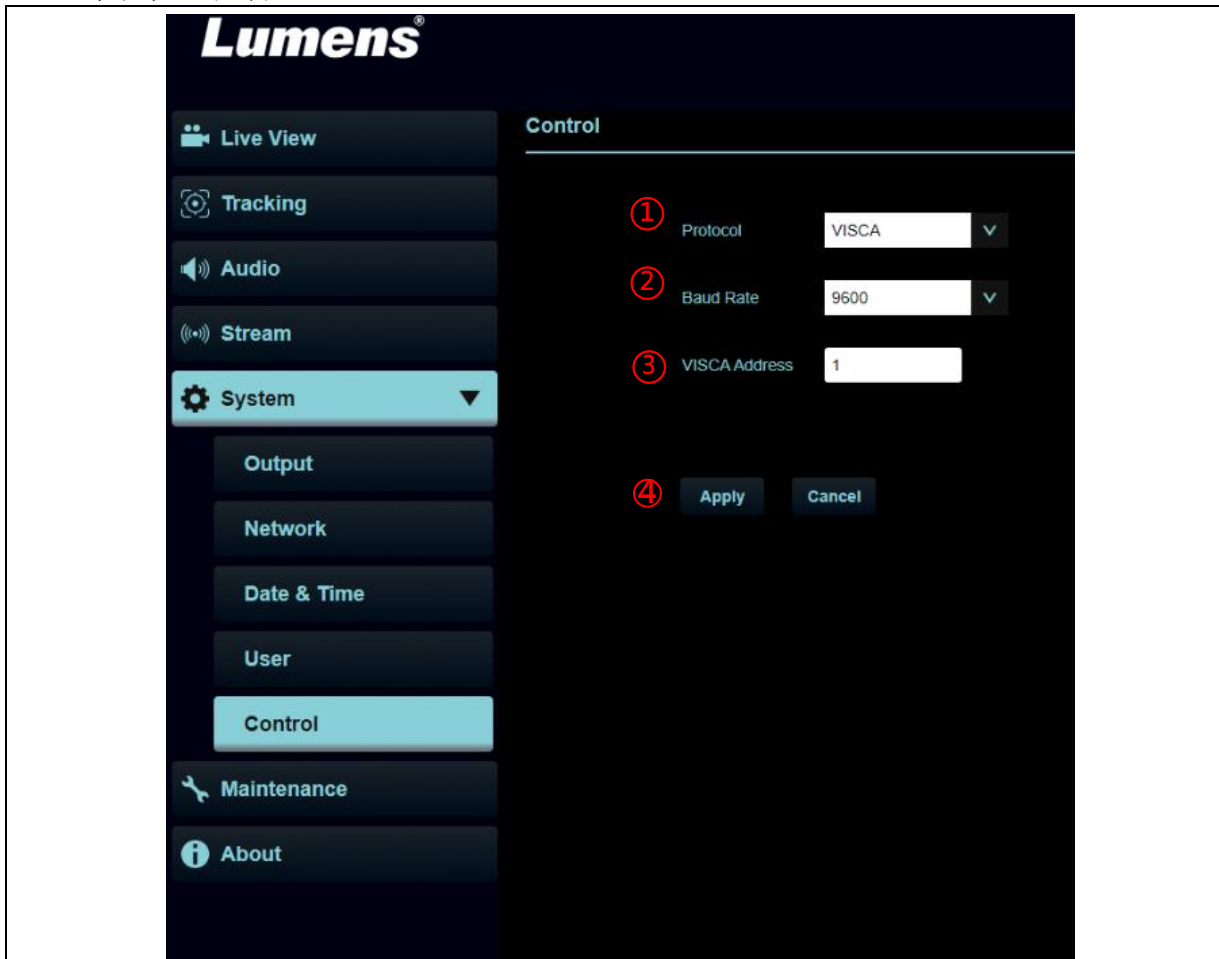 Lumens®
Live View
Tracking
Audio
Stream
System
Output
Network
Date & Time
User
Control
Maintenance
About
Control
① Protocol VISCA
② Baud Rate 9600
③ VISCA Address 1
④ Apply Cancel